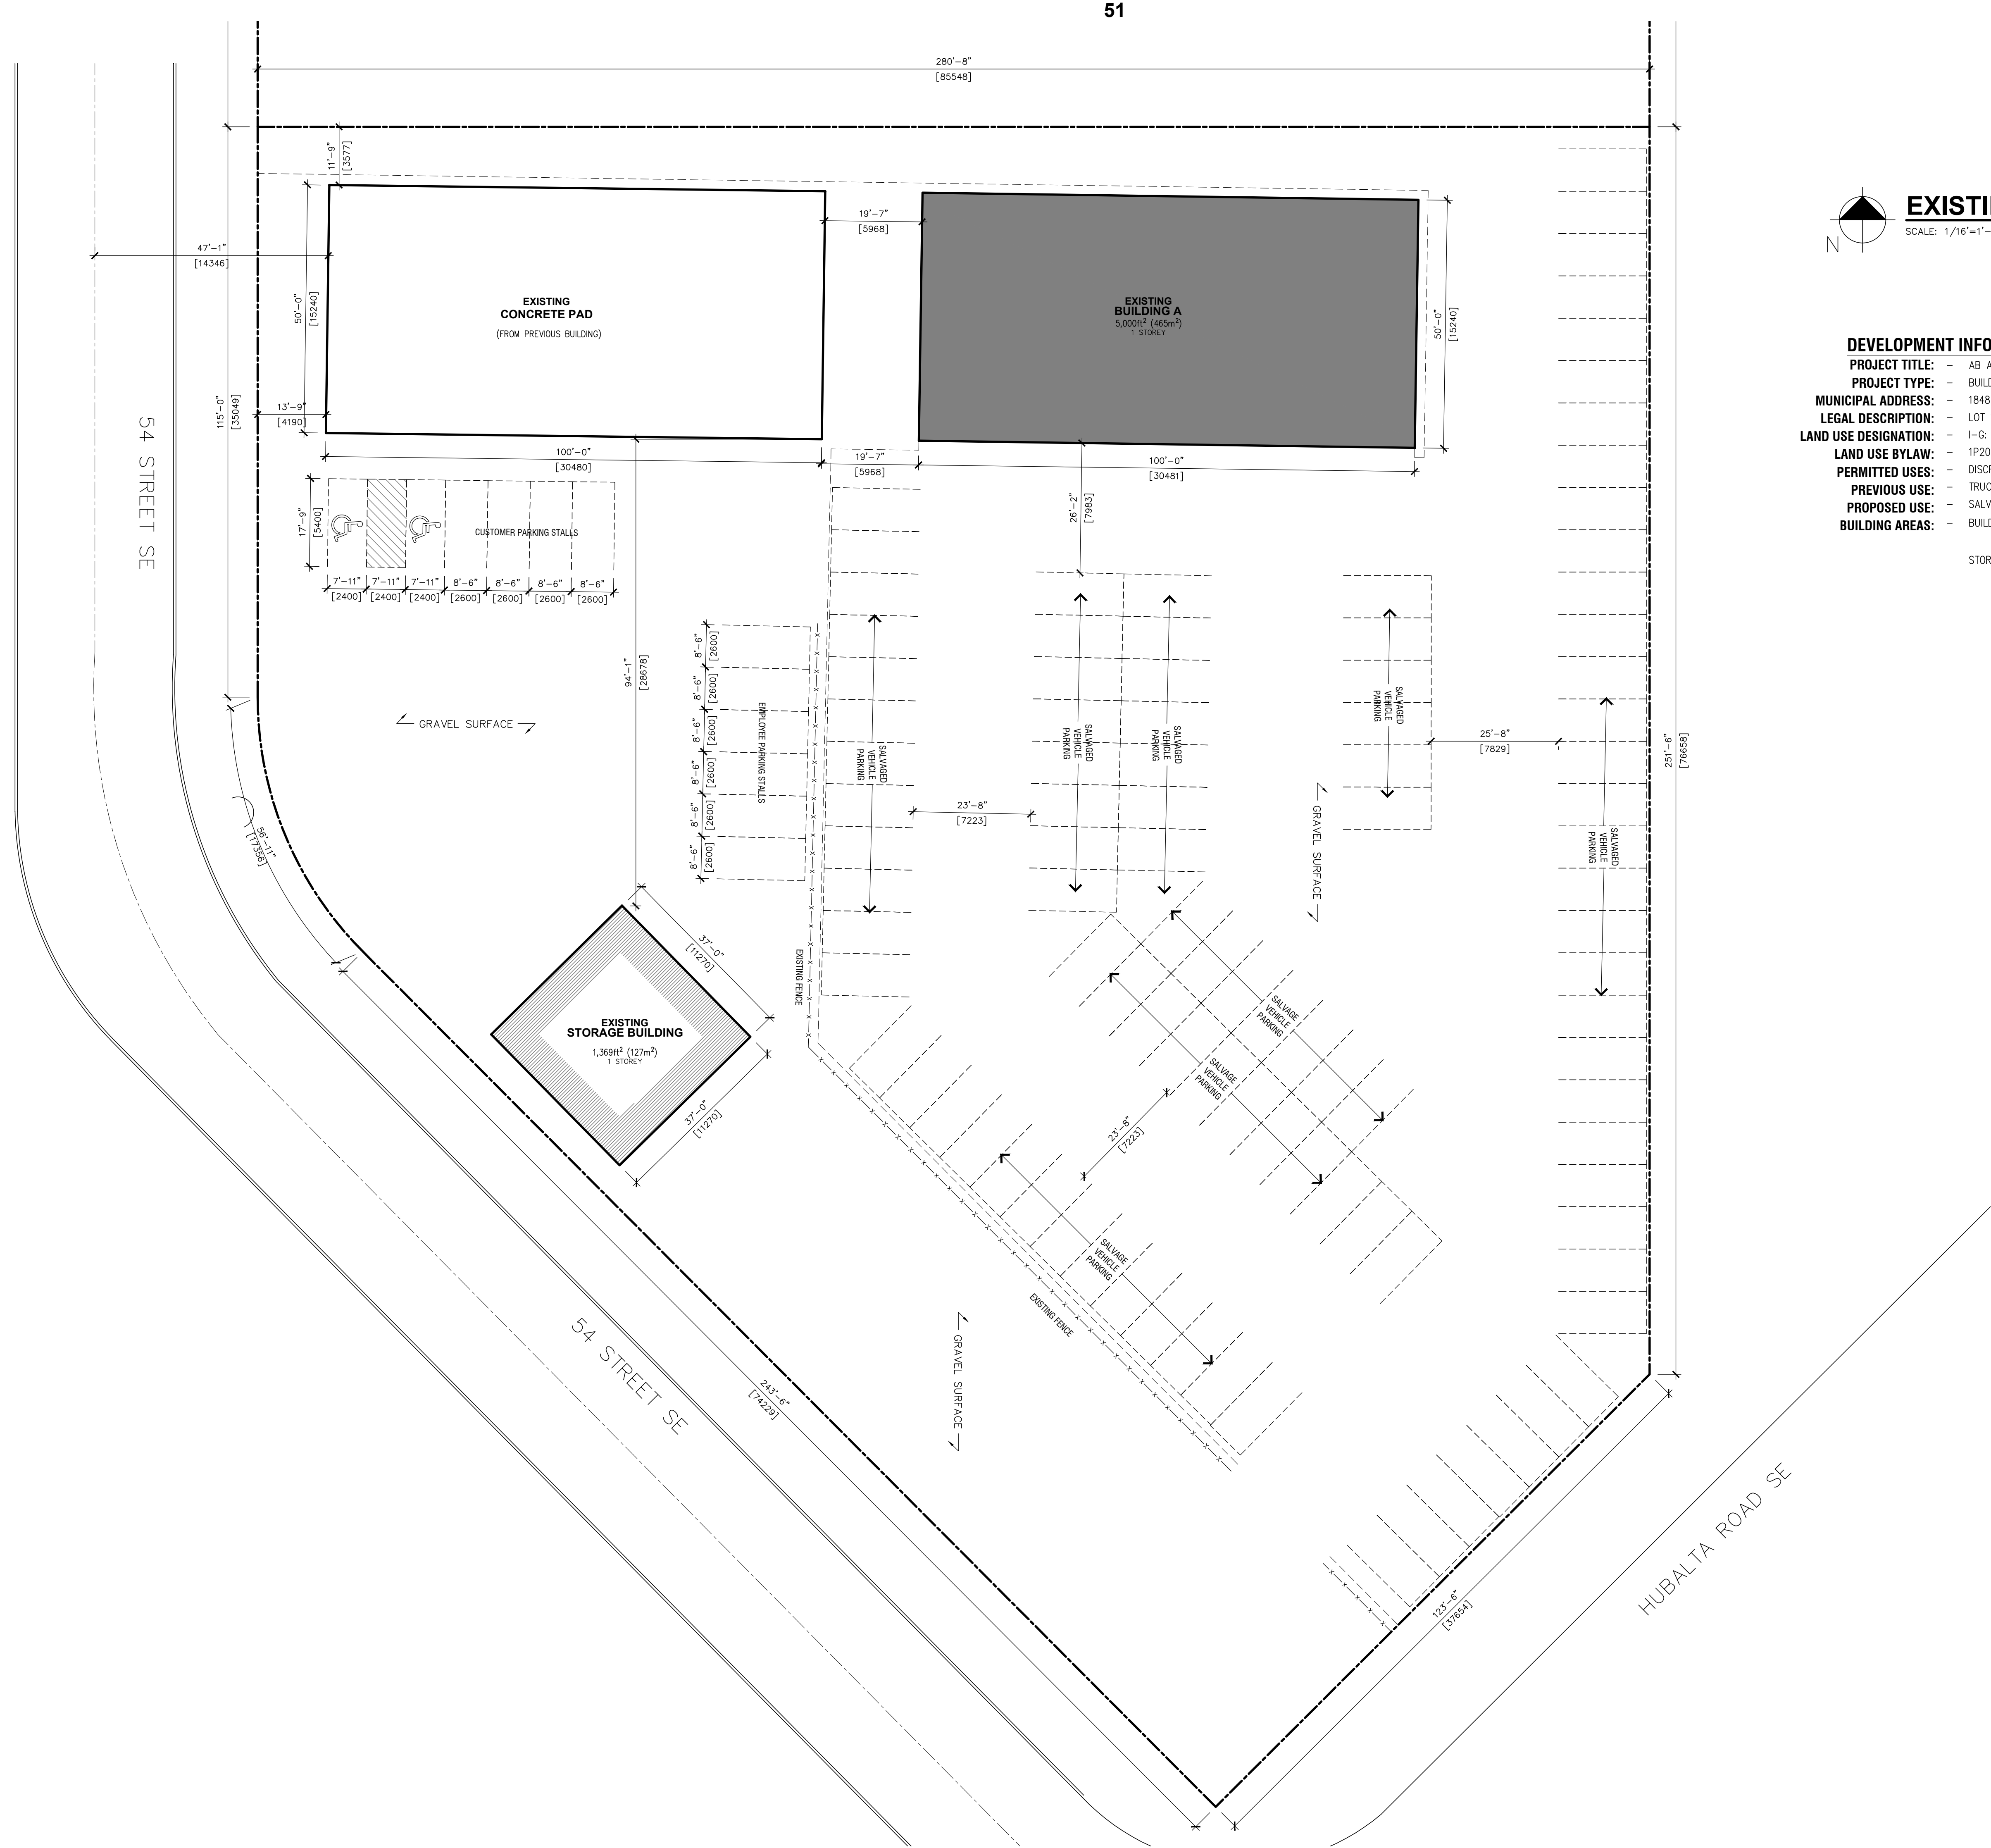 51
280'-8"
[85548]
11'-9"
[3577]
47'-1"
[14346]
50'-0"
[15240]
115'-0"
[35049]
13'-9"
[4190]
EXISTING
CONCRETE PAD
(FROM PREVIOUS BUILDING)
19'-7"
[5968]
EXISTING
BUILDING A
5,000ft² (465m²)
1 STOREY
50'-0"
[15240]
100'-0"
[30480]
19'-7"
[5968]
100'-0"
[30481]
N
EXISTI
SCALE: 1/16'=1'-
DEVELOPMENT INFO
PROJECT TITLE: - AB A
PROJECT TYPE: - BUILD
MUNICIPAL ADDRESS: - 1848
LEGAL DESCRIPTION: - LOT
LAND USE DESIGNATION: - I-G:
LAND USE BYLAW: - 1P20
PERMITTED USES: - DISCR
PREVIOUS USE: - TRUC
PROPOSED USE: - SALV
BUILDING AREAS: - BUILD
STOR
54 STREET SE
17'-9"
[5400]
CUSTOMER PARKING STALLS
7'-11" 7'-11" 7'-11" 8'-6" 8'-6" 8'-6" 8'-6"
[2400] [2400] [2400] [2600] [2600] [2600] [2600]
26'-2"
[7983]
94'-1"
[28678]
GRAVEL SURFACE
8'-6"
[2600]
8'-6"
[2600]
8'-6"
[2600]
8'-6"
[2600]
8'-6"
[2600]
8'-6"
[2600]
EMPLOYEE PARKING STALLS
SALVAGED
VEHICLE
PARKING
SALVAGED
VEHICLE
PARKING
SALVAGED
VEHICLE
PARKING
SALVAGED
VEHICLE
PARKING
25'-8"
[7829]
251'-6"
[76658]
SALVAGED
VEHICLE
PARKING
23'-8"
[7223]
GRAVEL SURFACE
56'-11"
[17356]
37'-0"
[11270]
EXISTING FENCE
EXISTING
STORAGE BUILDING
1,369ft² (127m²)
1 STOREY
37'-0"
[11270]
SALVAGE
VEHICLE
PARKING
SALVAGE
VEHICLE
PARKING
23'-8"
[7223]
SALVAGE
VEHICLE
PARKING
EXISTING FENCE
GRAVEL SURFACE
54 STREET SE
243'-6"
[74229]
123'-6"
[37654]
HUBALTA ROAD SE